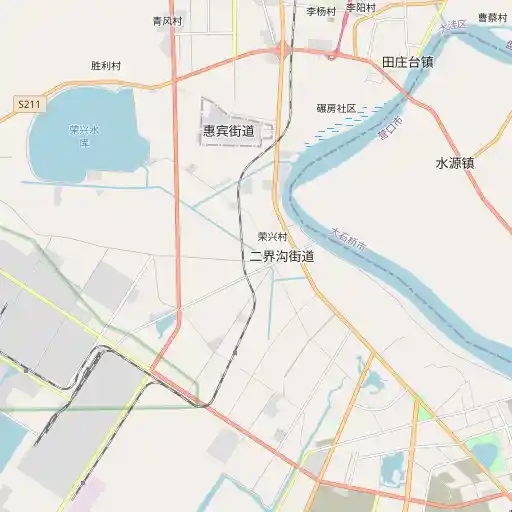 李杨村
李阳村
青风村
大洼区
曹蔡村
胜利村
田庄台镇
S211
碾房社区
营口市
荣兴水
库
惠宾街道
水源镇
荣兴村
大石桥市
二界沟街道